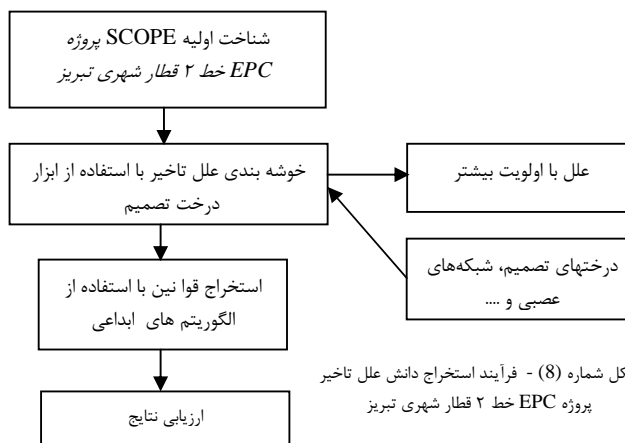 شناخت اولیه SCOPE پروژه
EPC خط ۲ قطار شهری تبریز
خوشه بندی علل تاخیر با استفاده از ابزار
درخت تصمیم
علل با اولویت بیشتر
درختهای تصمیم، شبکه‌های
عصبی و ....
استخراج قوا نین با استفاده از
الگوریتم های ابداعی
کل شماره (8) - فرآیند استخراج دانش علل تاخیر
پروژه EPC خط ۲ قطار شهری تبریز
ارزیابی نتایج